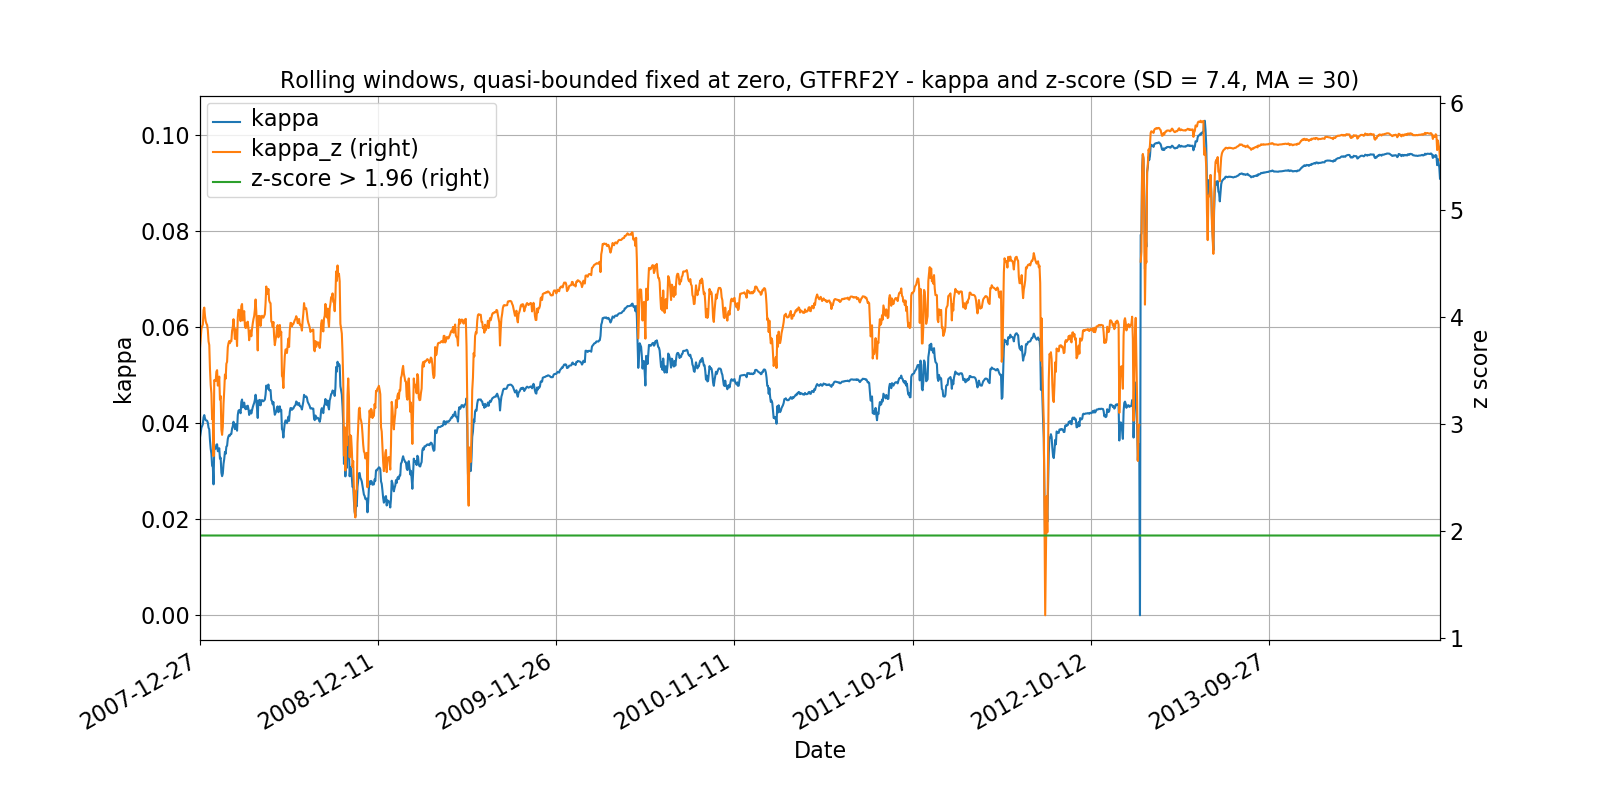 Rolling windows, quasi-bounded fixed at zero, GTFRF2Y - kappa and z-score (SD = 7.4, MA = 30)
kappa
kappa_z (right)
z-score > 1.96 (right)
0.10
0.08
0.06
0.04
0.02
0.00
kappa
6
5
4
3
2
1
z score
2007-12-27
2008-12-11
2009-11-26
2010-11-11
2011-10-27
2012-10-12
2013-09-27
Date